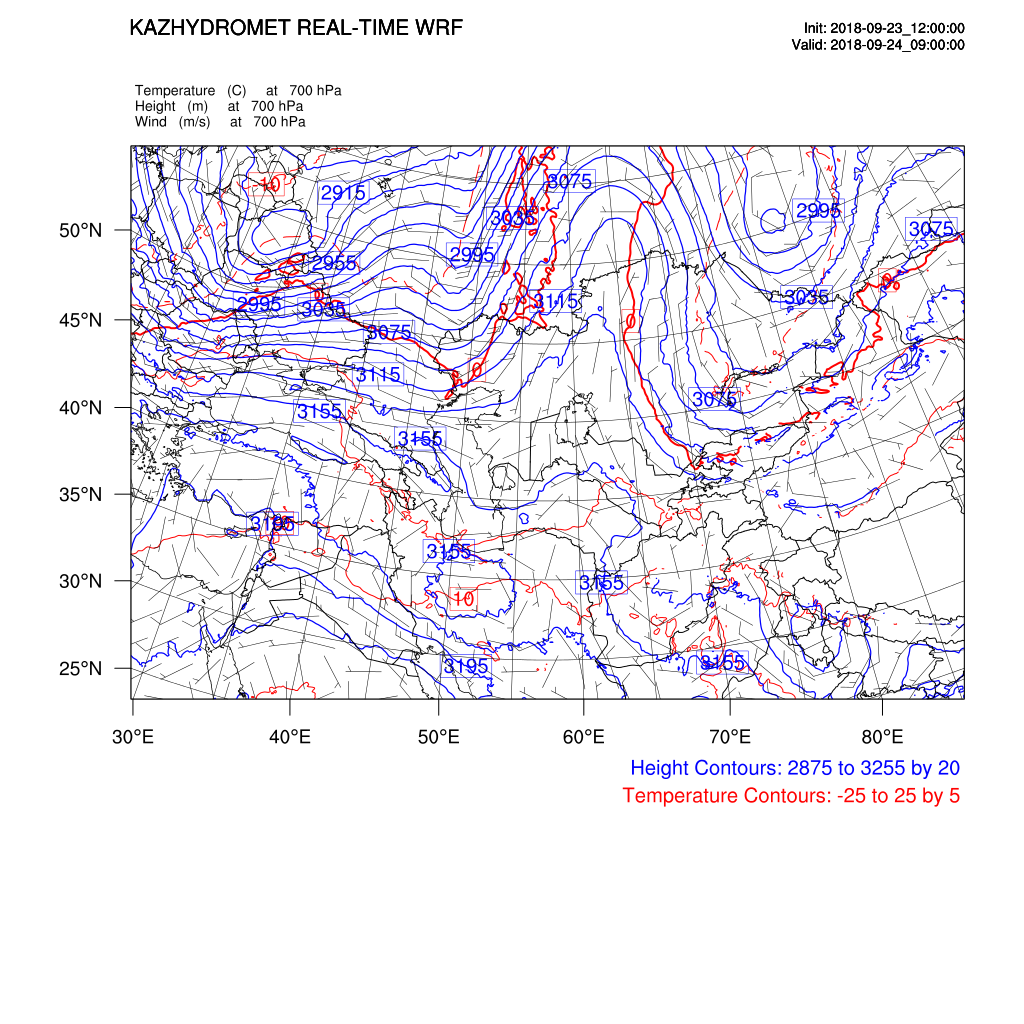 KAZHYDROMET REAL-TIME WRF
Init: 2018-09-23_12:00:00
Valid: 2018-09-24_09:00:00
Temperature (C) at 700 hPa
Height (m) at 700 hPa
Wind (m/s) at 700 hPa
-10
2915
3075
3035
2995
3075
50°N
2995
2955
2995
3035
3115
3035
45°N
3075
3115
3075
40°N
3155
3155
35°N
3195
3155
30°N
3155
10
25°N
3195
3155
30°E
40°E
50°E
60°E
70°E
80°E
Height Contours: 2875 to 3255 by 20
Temperature Contours: -25 to 25 by 5